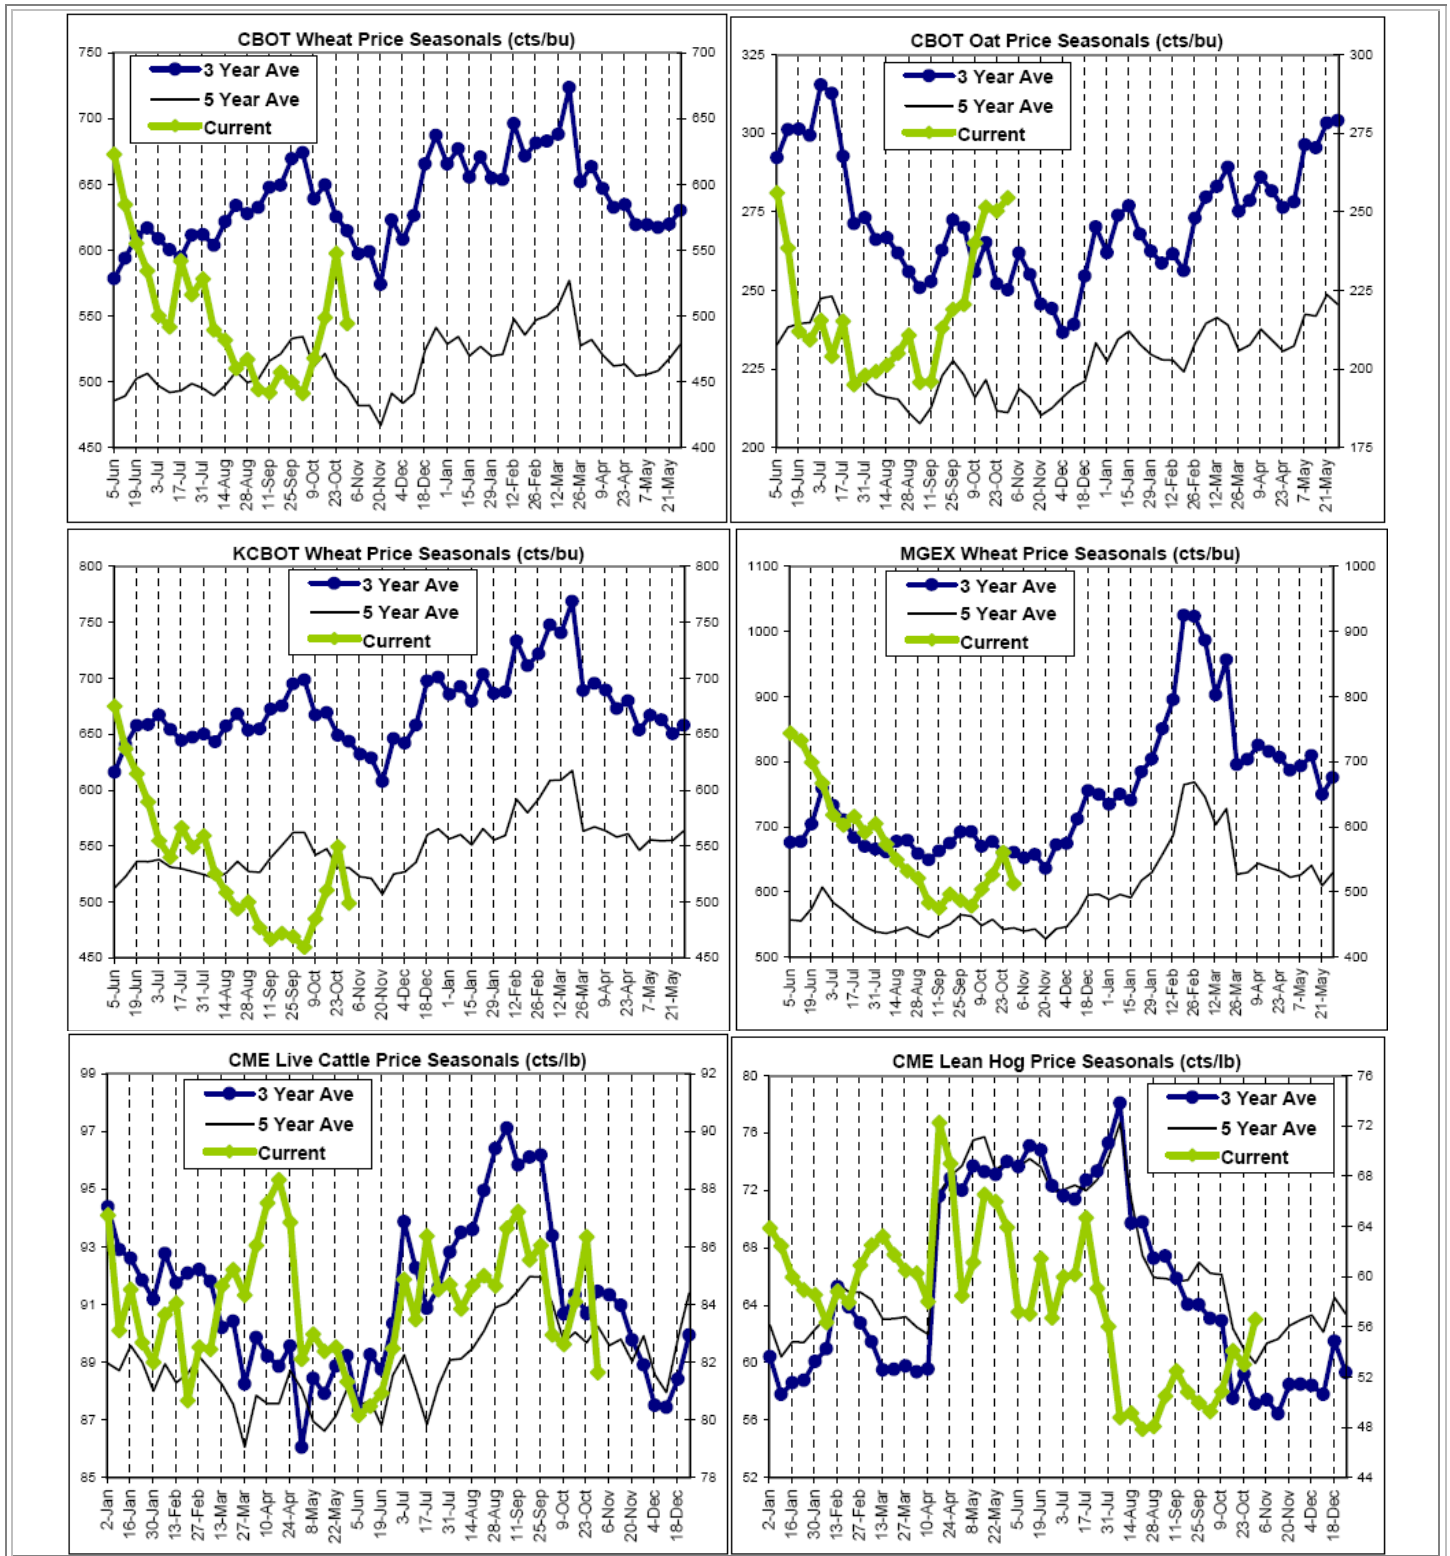 CBOT Wheat Price Seasonals (cts/bu)
3 Year Ave
5 Year Ave
Current
750
700
650
600
550
500
450
700
650
600
550
500
450
400
5-Jun
19-Jun
3-Jul
17-Jul
31-Jul
14-Aug
28-Aug
11-Sep
25-Sep
9-Oct
23-Oct
6-Nov
20-Nov
4-Dec
18-Dec
1-Jan
15-Jan
29-Jan
12-Feb
26-Feb
12-Mar
26-Mar
9-Apr
23-Apr
7-May
21-May
CBOT Oat Price Seasonals (cts/bu)
3 Year Ave
5 Year Ave
Current
325
300
275
250
225
200
300
275
250
225
200
175
5-Jun
19-Jun
3-Jul
17-Jul
31-Jul
14-Aug
28-Aug
11-Sep
25-Sep
9-Oct
23-Oct
6-Nov
20-Nov
4-Dec
18-Dec
1-Jan
15-Jan
29-Jan
12-Feb
26-Feb
12-Mar
26-Mar
9-Apr
23-Apr
7-May
21-May
KCBOT Wheat Price Seasonals (cts/bu)
3 Year Ave
5 Year Ave
Current
800
750
700
650
600
550
500
450
800
750
700
650
600
550
500
450
5-Jun
19-Jun
3-Jul
17-Jul
31-Jul
14-Aug
28-Aug
11-Sep
25-Sep
9-Oct
23-Oct
6-Nov
20-Nov
4-Dec
18-Dec
1-Jan
15-Jan
29-Jan
12-Feb
26-Feb
12-Mar
26-Mar
9-Apr
23-Apr
7-May
21-May
MGEX Wheat Price Seasonals (cts/bu)
3 Year Ave
5 Year Ave
Current
1100
1000
900
800
700
600
500
1000
900
800
700
600
500
400
5-Jun
19-Jun
3-Jul
17-Jul
31-Jul
14-Aug
28-Aug
11-Sep
25-Sep
9-Oct
23-Oct
6-Nov
20-Nov
4-Dec
18-Dec
1-Jan
15-Jan
29-Jan
12-Feb
26-Feb
12-Mar
26-Mar
9-Apr
23-Apr
7-May
21-May
CME Live Cattle Price Seasonals (cts/lb)
3 Year Ave
5 Year Ave
Current
99
97
95
93
91
89
87
85
92
90
88
86
84
82
80
78
2-Jan
16-Jan
30-Jan
13-Feb
27-Feb
13-Mar
27-Mar
10-Apr
24-Apr
8-May
22-May
5-Jun
19-Jun
3-Jul
17-Jul
31-Jul
14-Aug
28-Aug
11-Sep
25-Sep
9-Oct
23-Oct
6-Nov
20-Nov
4-Dec
18-Dec
CME Lean Hog Price Seasonals (cts/lb)
3 Year Ave
5 Year Ave
Current
80
76
72
68
64
60
56
52
76
72
68
64
60
56
52
48
44
2-Jan
16-Jan
30-Jan
13-Feb
27-Feb
13-Mar
27-Mar
10-Apr
24-Apr
8-May
22-May
5-Jun
19-Jun
3-Jul
17-Jul
31-Jul
14-Aug
28-Aug
11-Sep
25-Sep
9-Oct
23-Oct
6-Nov
20-Nov
4-Dec
18-Dec